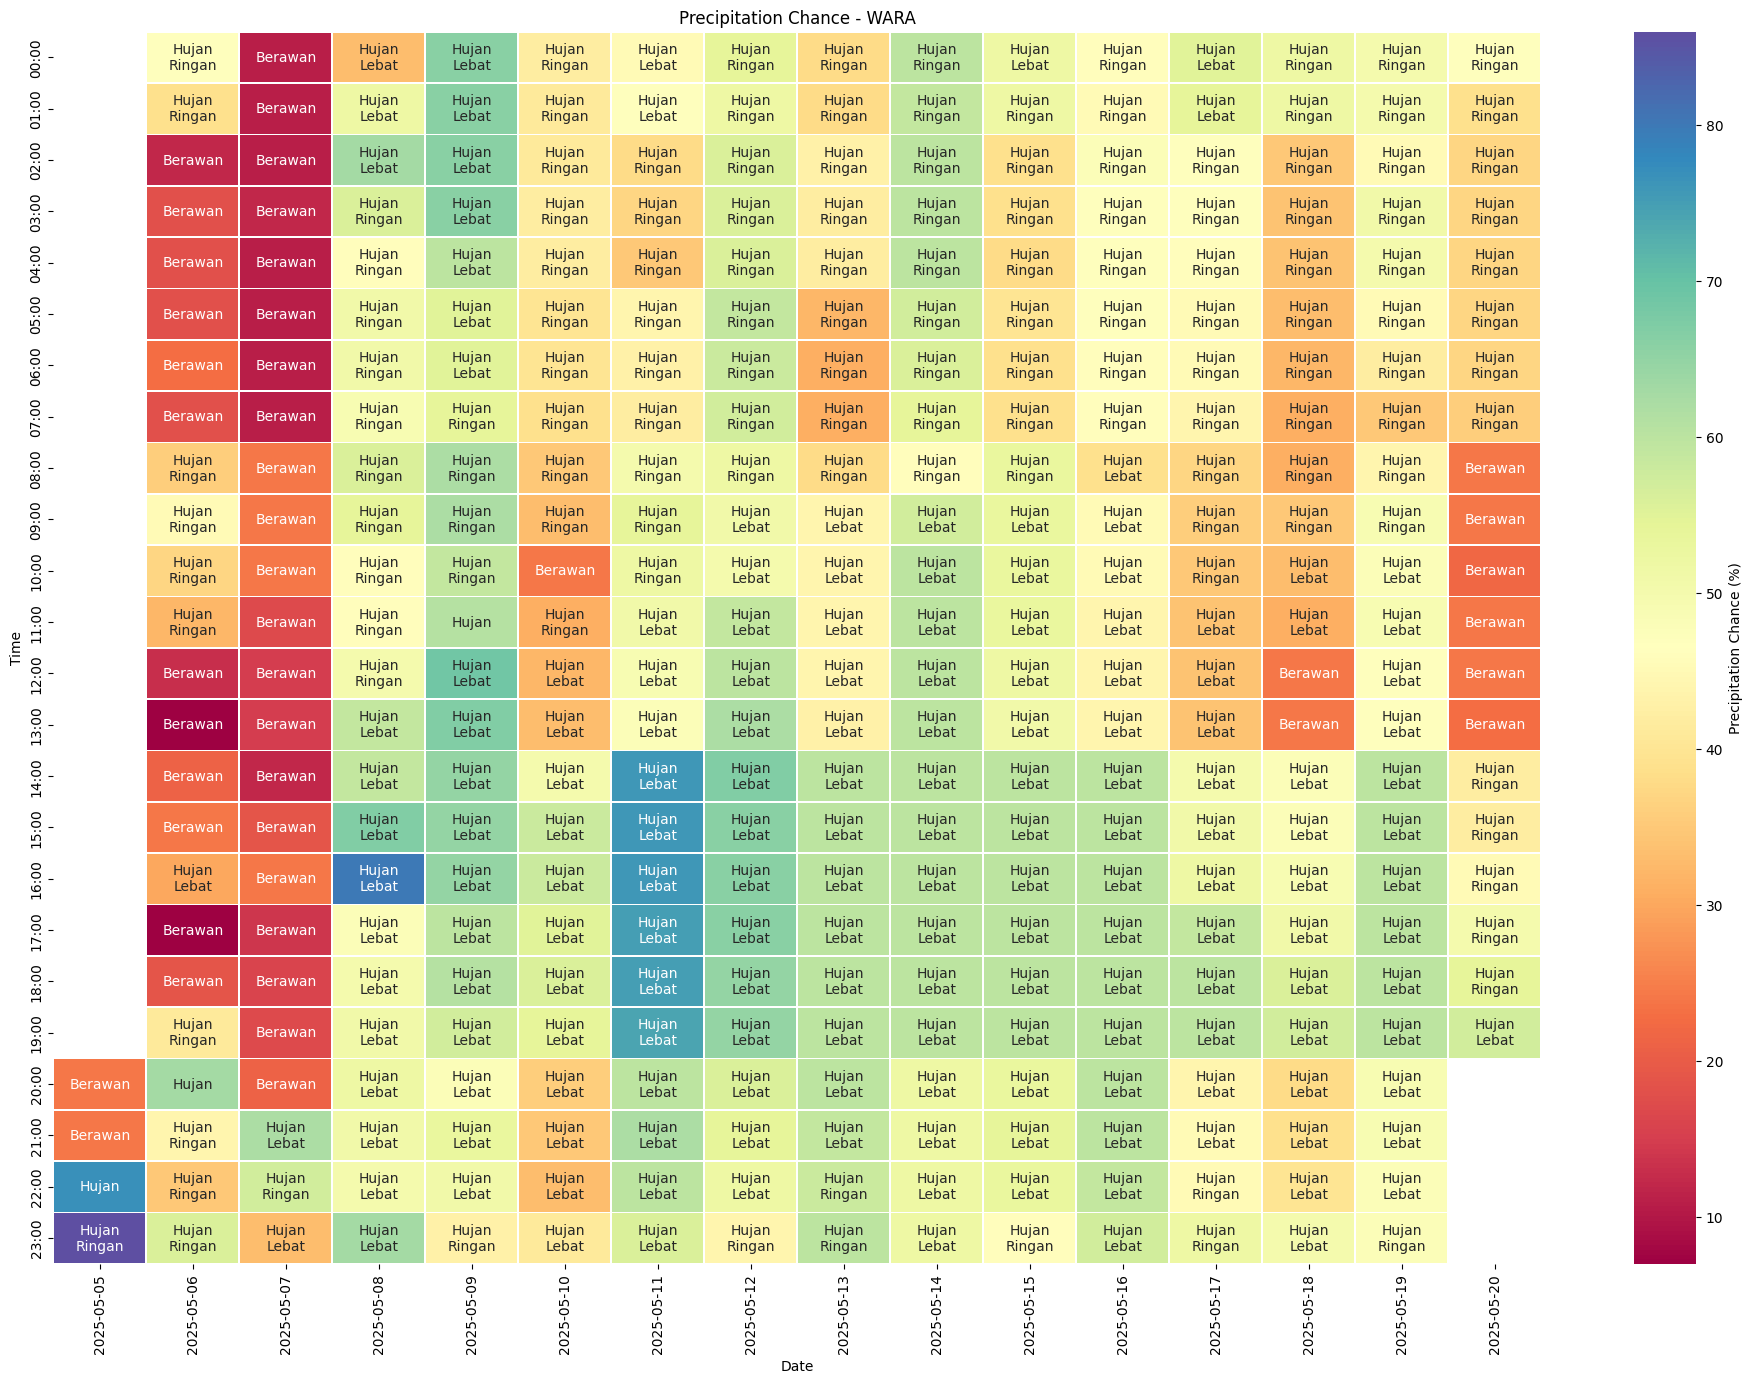 Precipitation Chance - WARA
00:00 Hujan Ringan Berawan Hujan Lebat Hujan Lebat Hujan Ringan Hujan Lebat Hujan Ringan Hujan Ringan Hujan Ringan Hujan Lebat Hujan Ringan Hujan Lebat Hujan Ringan Hujan Ringan Hujan Ringan
01:00 Hujan Ringan Berawan Hujan Lebat Hujan Lebat Hujan Ringan Hujan Lebat Hujan Ringan Hujan Ringan Hujan Ringan Hujan Ringan Hujan Ringan Hujan Lebat Hujan Ringan Hujan Ringan Hujan Ringan
02:00 Berawan Berawan Hujan Lebat Hujan Lebat Hujan Ringan Hujan Ringan Hujan Ringan Hujan Ringan Hujan Ringan Hujan Ringan Hujan Ringan Hujan Ringan Hujan Ringan Hujan Ringan Hujan Ringan
03:00 Berawan Berawan Hujan Ringan Hujan Lebat Hujan Ringan Hujan Ringan Hujan Ringan Hujan Ringan Hujan Ringan Hujan Ringan Hujan Ringan Hujan Ringan Hujan Ringan Hujan Ringan Hujan Ringan
04:00 Berawan Berawan Hujan Ringan Hujan Lebat Hujan Ringan Hujan Ringan Hujan Ringan Hujan Ringan Hujan Ringan Hujan Ringan Hujan Ringan Hujan Ringan Hujan Ringan Hujan Ringan Hujan Ringan
05:00 Berawan Berawan Hujan Ringan Hujan Lebat Hujan Ringan Hujan Ringan Hujan Ringan Hujan Ringan Hujan Ringan Hujan Ringan Hujan Ringan Hujan Ringan Hujan Ringan Hujan Ringan Hujan Ringan
06:00 Berawan Berawan Hujan Ringan Hujan Lebat Hujan Ringan Hujan Ringan Hujan Ringan Hujan Ringan Hujan Ringan Hujan Ringan Hujan Ringan Hujan Ringan Hujan Ringan Hujan Ringan Hujan Ringan
07:00 Berawan Berawan Hujan Ringan Hujan Ringan Hujan Ringan Hujan Ringan Hujan Ringan Hujan Ringan Hujan Ringan Hujan Ringan Hujan Ringan Hujan Ringan Hujan Ringan Hujan Ringan Hujan Ringan
08:00 Hujan Ringan Berawan Hujan Ringan Hujan Ringan Hujan Ringan Hujan Ringan Hujan Ringan Hujan Ringan Hujan Ringan Hujan Ringan Hujan Lebat Hujan Ringan Hujan Ringan Hujan Ringan Berawan
09:00 Hujan Ringan Berawan Hujan Ringan Hujan Ringan Hujan Ringan Hujan Ringan Hujan Lebat Hujan Lebat Hujan Lebat Hujan Lebat Hujan Lebat Hujan Ringan Hujan Ringan Hujan Ringan Berawan
10:00 Hujan Ringan Berawan Hujan Ringan Hujan Ringan Berawan Hujan Ringan Hujan Lebat Hujan Lebat Hujan Lebat Hujan Lebat Hujan Lebat Hujan Ringan Hujan Lebat Hujan Lebat Berawan
11:00 Hujan Ringan Berawan Hujan Ringan Hujan Hujan Ringan Hujan Lebat Hujan Lebat Hujan Lebat Hujan Lebat Hujan Lebat Hujan Lebat Hujan Lebat Hujan Lebat Hujan Lebat Berawan
12:00 Berawan Berawan Hujan Ringan Hujan Lebat Hujan Lebat Hujan Lebat Hujan Lebat Hujan Lebat Hujan Lebat Hujan Lebat Hujan Lebat Hujan Lebat Berawan Hujan Lebat Berawan
13:00 Berawan Berawan Hujan Lebat Hujan Lebat Hujan Lebat Hujan Lebat Hujan Lebat Hujan Lebat Hujan Lebat Hujan Lebat Hujan Lebat Hujan Lebat Berawan Hujan Lebat Berawan
14:00 Berawan Berawan Hujan Lebat Hujan Lebat Hujan Lebat Hujan Lebat Hujan Lebat Hujan Lebat Hujan Lebat Hujan Lebat Hujan Lebat Hujan Lebat Hujan Lebat Hujan Lebat Hujan Ringan
15:00 Berawan Berawan Hujan Lebat Hujan Lebat Hujan Lebat Hujan Lebat Hujan Lebat Hujan Lebat Hujan Lebat Hujan Lebat Hujan Lebat Hujan Lebat Hujan Lebat Hujan Lebat Hujan Ringan
16:00 Hujan Lebat Berawan Hujan Lebat Hujan Lebat Hujan Lebat Hujan Lebat Hujan Lebat Hujan Lebat Hujan Lebat Hujan Lebat Hujan Lebat Hujan Lebat Hujan Lebat Hujan Lebat Hujan Ringan
17:00 Berawan Berawan Hujan Lebat Hujan Lebat Hujan Lebat Hujan Lebat Hujan Lebat Hujan Lebat Hujan Lebat Hujan Lebat Hujan Lebat Hujan Lebat Hujan Lebat Hujan Lebat Hujan Ringan
18:00 Berawan Berawan Hujan Lebat Hujan Lebat Hujan Lebat Hujan Lebat Hujan Lebat Hujan Lebat Hujan Lebat Hujan Lebat Hujan Lebat Hujan Lebat Hujan Lebat Hujan Lebat Hujan Ringan
19:00 Hujan Ringan Berawan Hujan Lebat Hujan Lebat Hujan Lebat Hujan Lebat Hujan Lebat Hujan Lebat Hujan Lebat Hujan Lebat Hujan Lebat Hujan Lebat Hujan Lebat Hujan Lebat Hujan Lebat
20:00 Berawan Hujan Berawan Hujan Lebat Hujan Lebat Hujan Lebat Hujan Lebat Hujan Lebat Hujan Lebat Hujan Lebat Hujan Lebat Hujan Lebat Hujan Lebat Hujan Lebat Hujan Lebat
21:00 Berawan Hujan Ringan Hujan Lebat Hujan Lebat Hujan Lebat Hujan Lebat Hujan Lebat Hujan Lebat Hujan Lebat Hujan Lebat Hujan Lebat Hujan Lebat Hujan Lebat Hujan Lebat Hujan Lebat
22:00 Hujan Hujan Ringan Hujan Ringan Hujan Lebat Hujan Lebat Hujan Lebat Hujan Lebat Hujan Lebat Hujan Ringan Hujan Lebat Hujan Lebat Hujan Lebat Hujan Ringan Hujan Lebat Hujan Lebat
23:00 Hujan Ringan Hujan Ringan Hujan Lebat Hujan Lebat Hujan Ringan Hujan Lebat Hujan Lebat Hujan Ringan Hujan Ringan Hujan Lebat Hujan Ringan Hujan Lebat Hujan Ringan Hujan Lebat Hujan Ringan
Time
2025-05-05 2025-05-06 2025-05-07 2025-05-08 2025-05-09 2025-05-10 2025-05-11 2025-05-12 2025-05-13 2025-05-14 2025-05-15 2025-05-16 2025-05-17 2025-05-18 2025-05-19 2025-05-20
Date
80
70
60
50
40
30
20
10
Precipitation Chance (%)